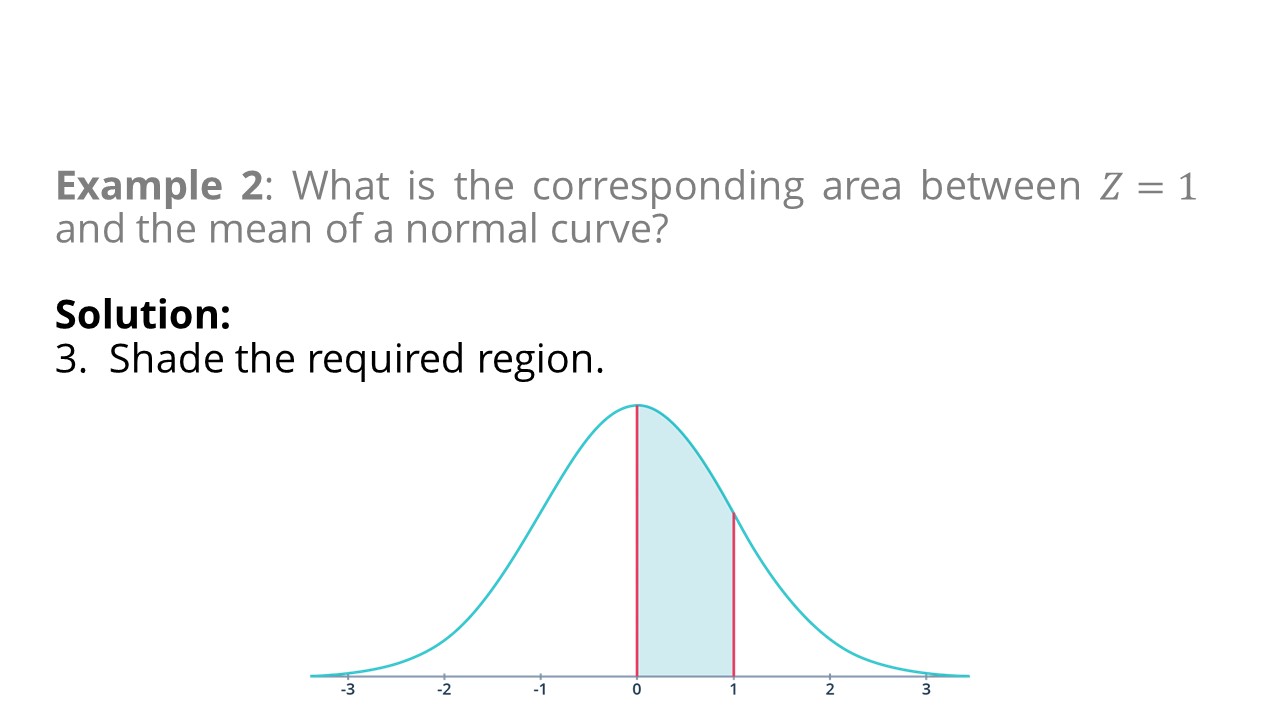 Example 2: What is the corresponding area between Z = 1
and the mean of a normal curve?
Solution:
3. Shade the required region.
-3 -2 -1 0 1 2 3